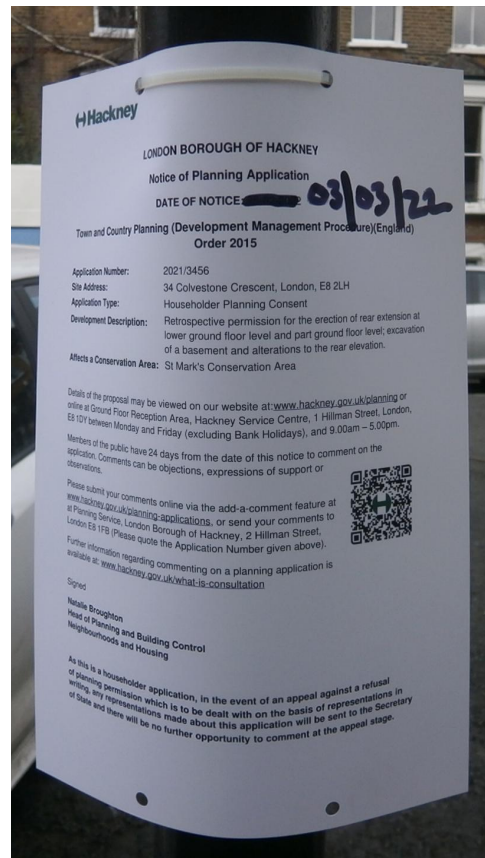 Hackney
LONDON BOROUGH OF HACKNEY
Notice of Planning Application
DATE OF NOTICE: 03/03/22
Town and Country Planning (Development Management Procedure)(England)
Order 2015
Application Number: 2021/3456
Site Address: 34 Colvestone Crescent, London, E8 2LH
Application Type: Householder Planning Consent
Development Description: Retrospective permission for the erection of rear extension at
lower ground floor level and part ground floor level; excavation
of a basement and alterations to the rear elevation.
Affects a Conservation Area: St Mark's Conservation Area
Details of the proposal may be viewed on our website at:www.hackney.gov.uk/planning or
online at Ground Floor Reception Area, Hackney Service Centre, 1 Hillman Street, London,
E8 1DY between Monday and Friday (excluding Bank Holidays), and 9.00am – 5.00pm.
Members of the public have 24 days from the date of this notice to comment on the
application. Comments can be objections, expressions of support or
observations.
Please submit your comments online via the add-a-comment feature at
www.hackney.gov.uk/planning-applications, or send your comments to
at Planning Service, London Borough of Hackney, 2 Hillman Street,
London E8 1FB (Please quote the Application Number given above).
Further information regarding commenting on a planning application is
available at: www.hackney.gov.uk/what-is-consultation
Signed
Natalie Broughton
Head of Planning and Building Control
Neighbourhoods and Housing
As this is a householder application, in the event of an appeal against a refusal
of planning permission which is to be dealt with on the basis of representations in
writing, any representations made about this application will be sent to the Secretary
of State and there will be no further opportunity to comment at the appeal stage.